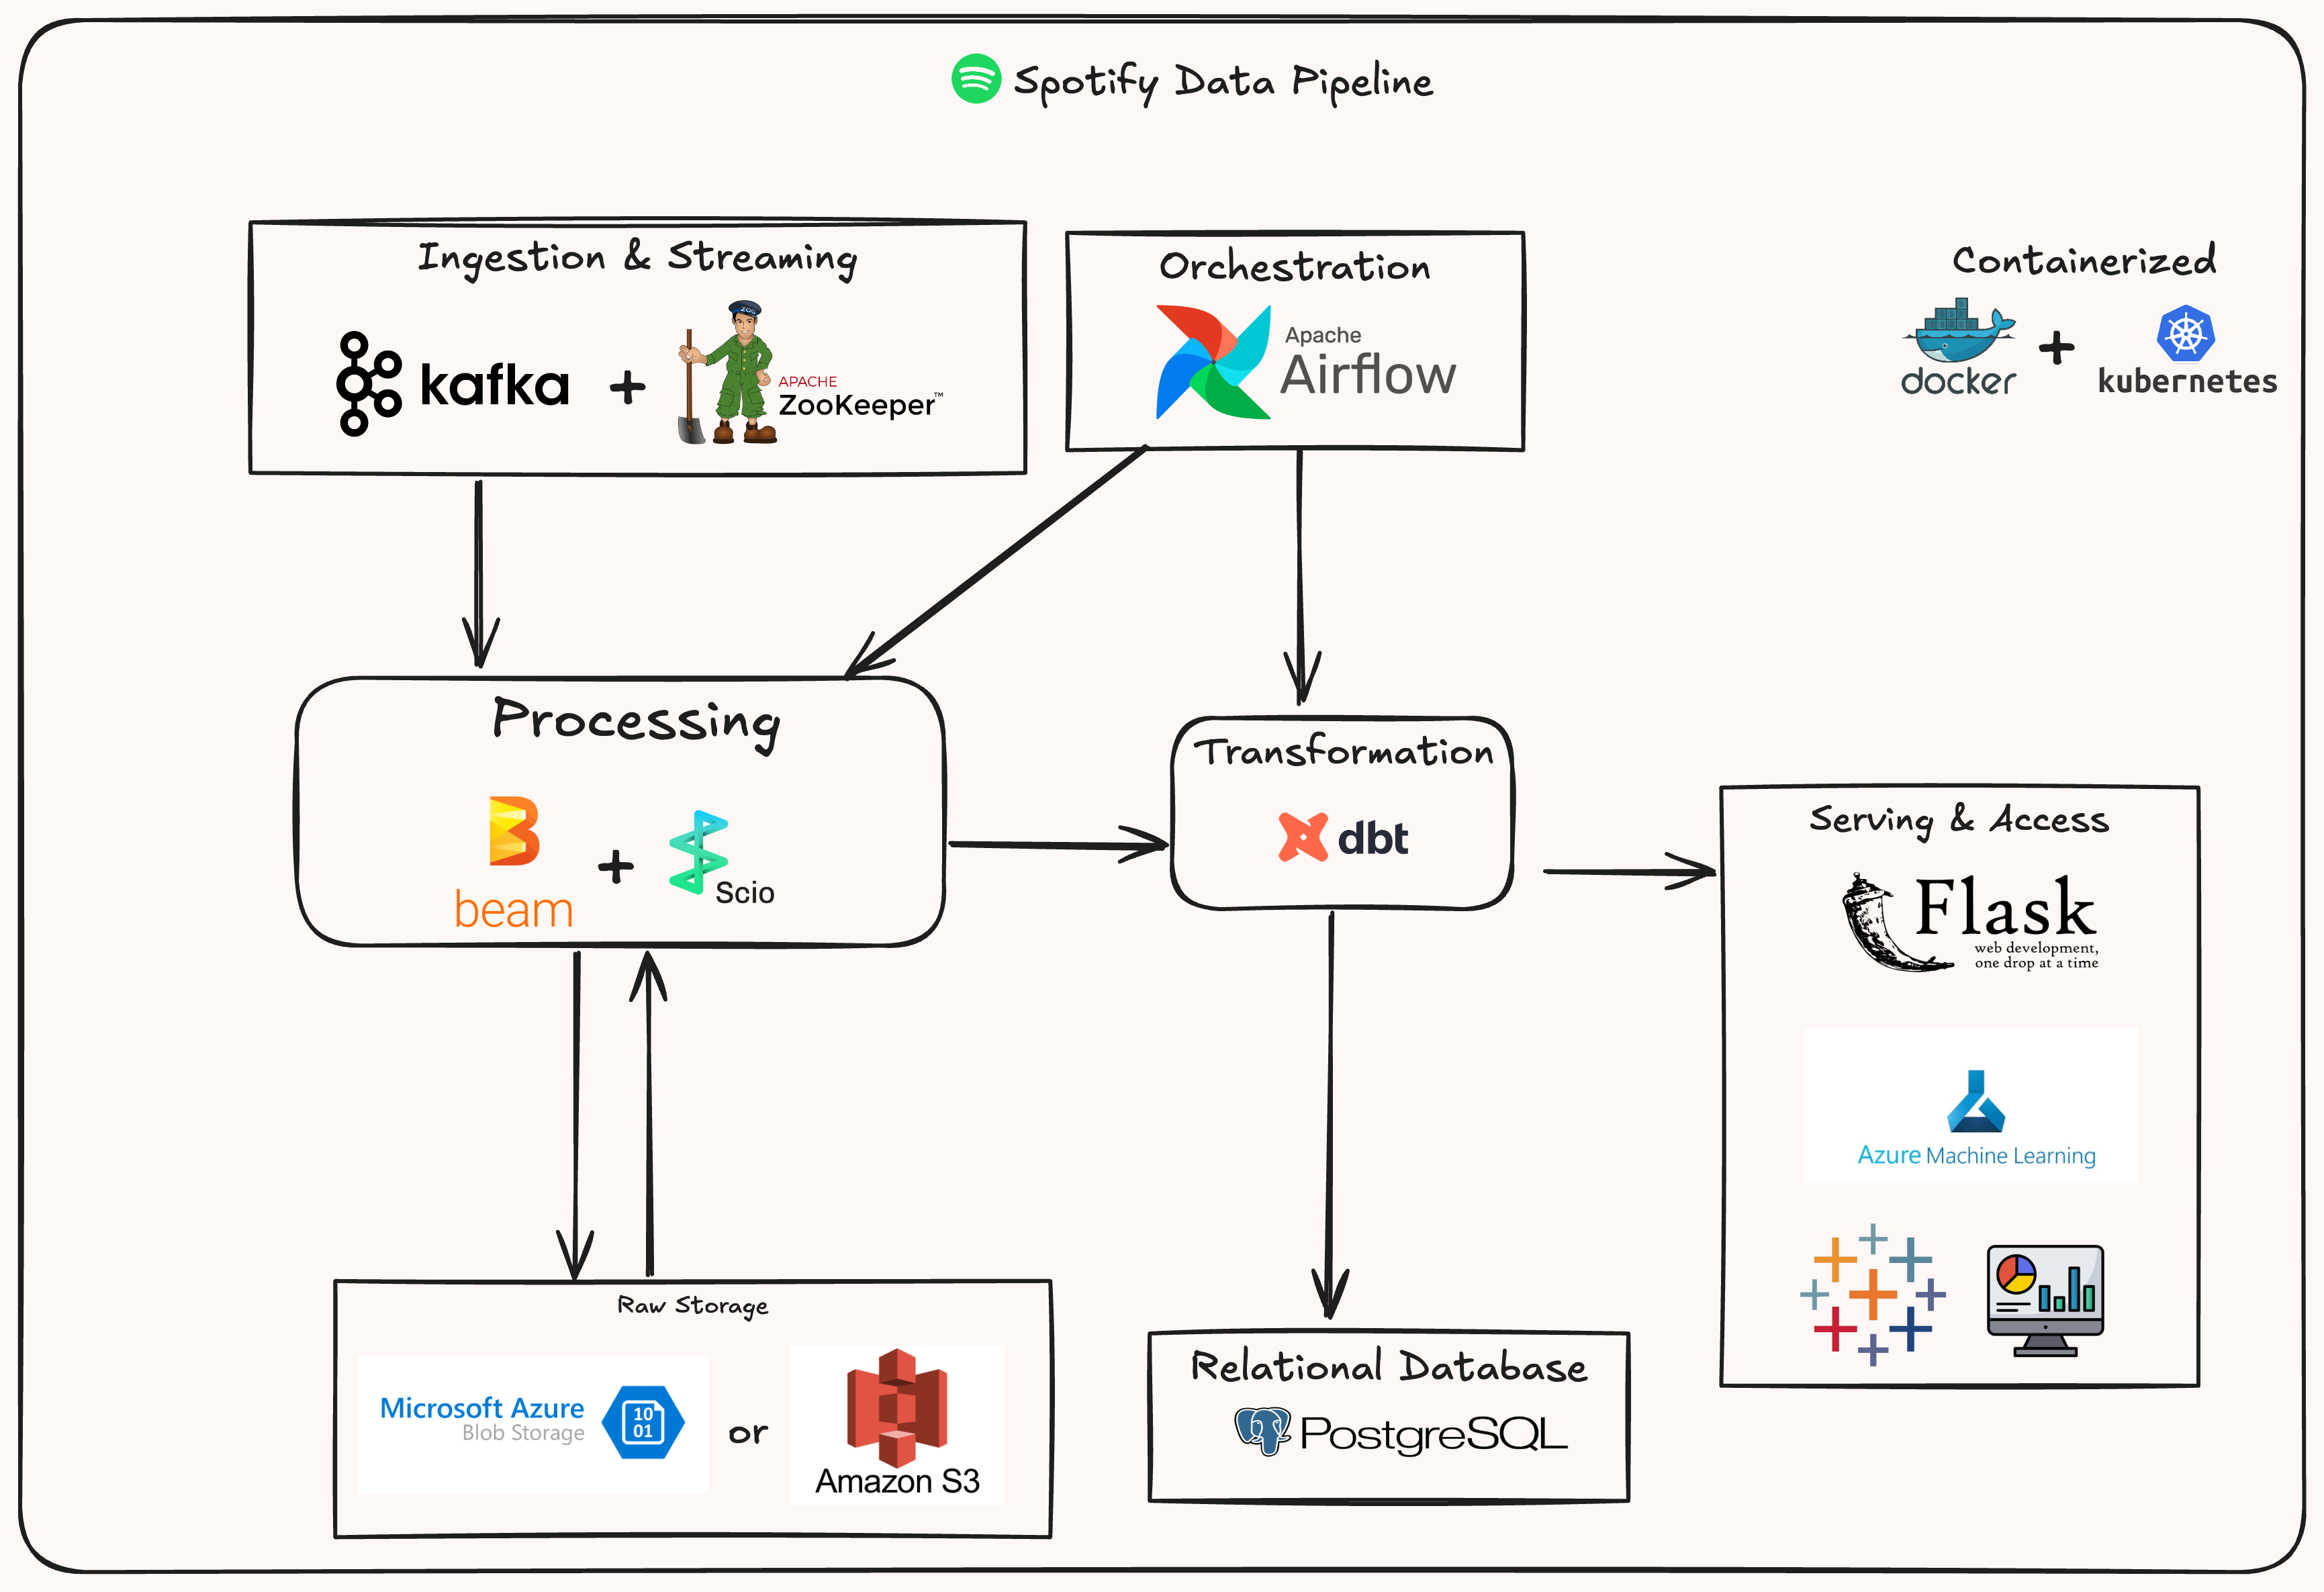 Spotify Data Pipeline
Ingestion & Streaming
kafka
+
ZOO
APACHE
ZooKeeper™
Orchestration
Apache
Airflow
Containerized
docker
+
kubernetes
Processing
beam
+
Scio
Transformation
dbt
Serving & Access
Flask
web development,
one drop at a time
Azure Machine Learning
Raw Storage
Microsoft Azure
Blob Storage
10
01
or
Amazon S3
Relational Database
PostgreSQL